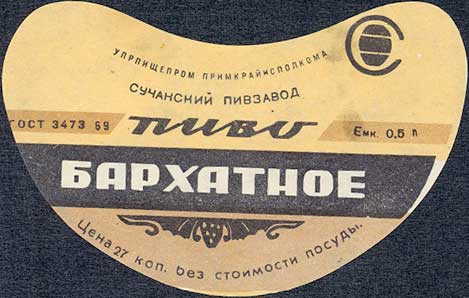 УПРПИЩЕПРОМ ПРИМКРАЙИСПОЛКОМА
СУЧАНСКИЙ ПИВЗАВОД
ГОСТ 3473 69 ПИВО Емк. 0,5 л
БАРХАТНОЕ
Цена 27 коп. без стоимости посуды.